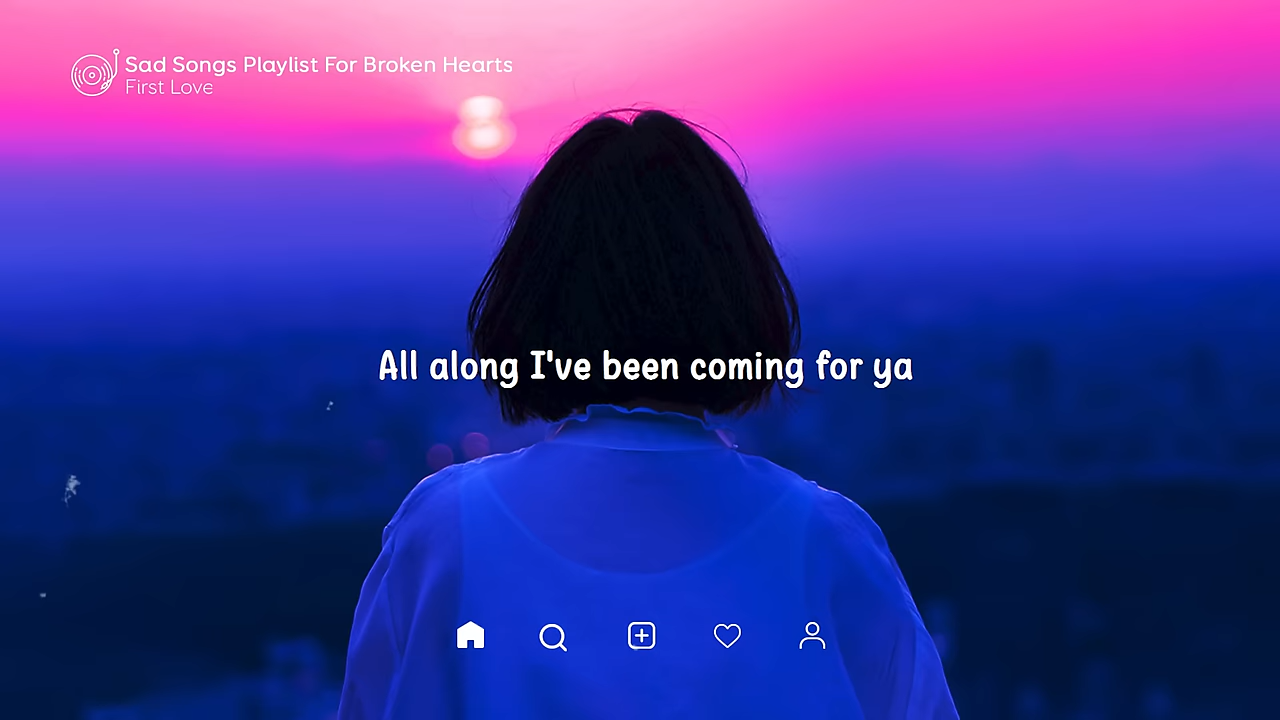 Sad Songs Playlist For Broken Hearts
First Love
All along I've been coming for ya